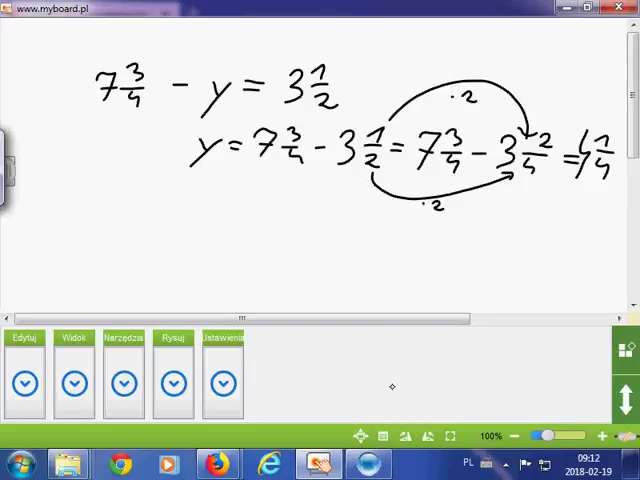 www.myboard.pl
7 3/4 - y = 3 1/2
y = 7 3/4 - 3 1/2 = 7 3/4 - 3 2/4 = 4 1/4
·2
·2
Edytuj Widok Narzędzia Rysuj Ustawienia
100%
PL 09:12
2018-02-19